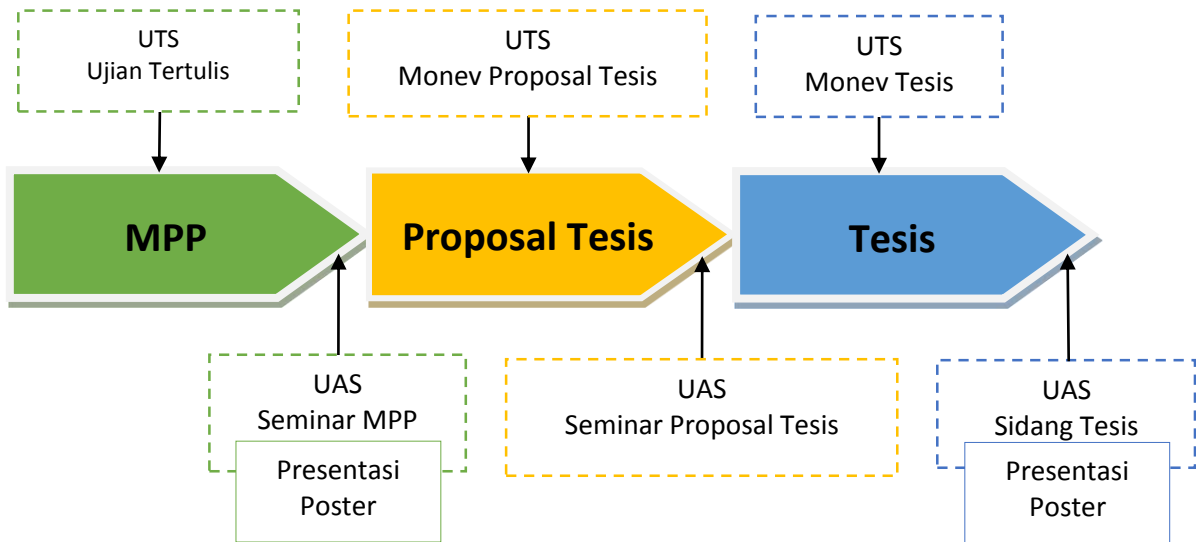 UTS
Ujian Tertulis
UTS
Monev Proposal Tesis
UTS
Monev Tesis
MPP
Proposal Tesis
Tesis
UAS
Seminar MPP
Presentasi
Poster
UAS
Seminar Proposal Tesis
UAS
Sidang Tesis
Presentasi
Poster